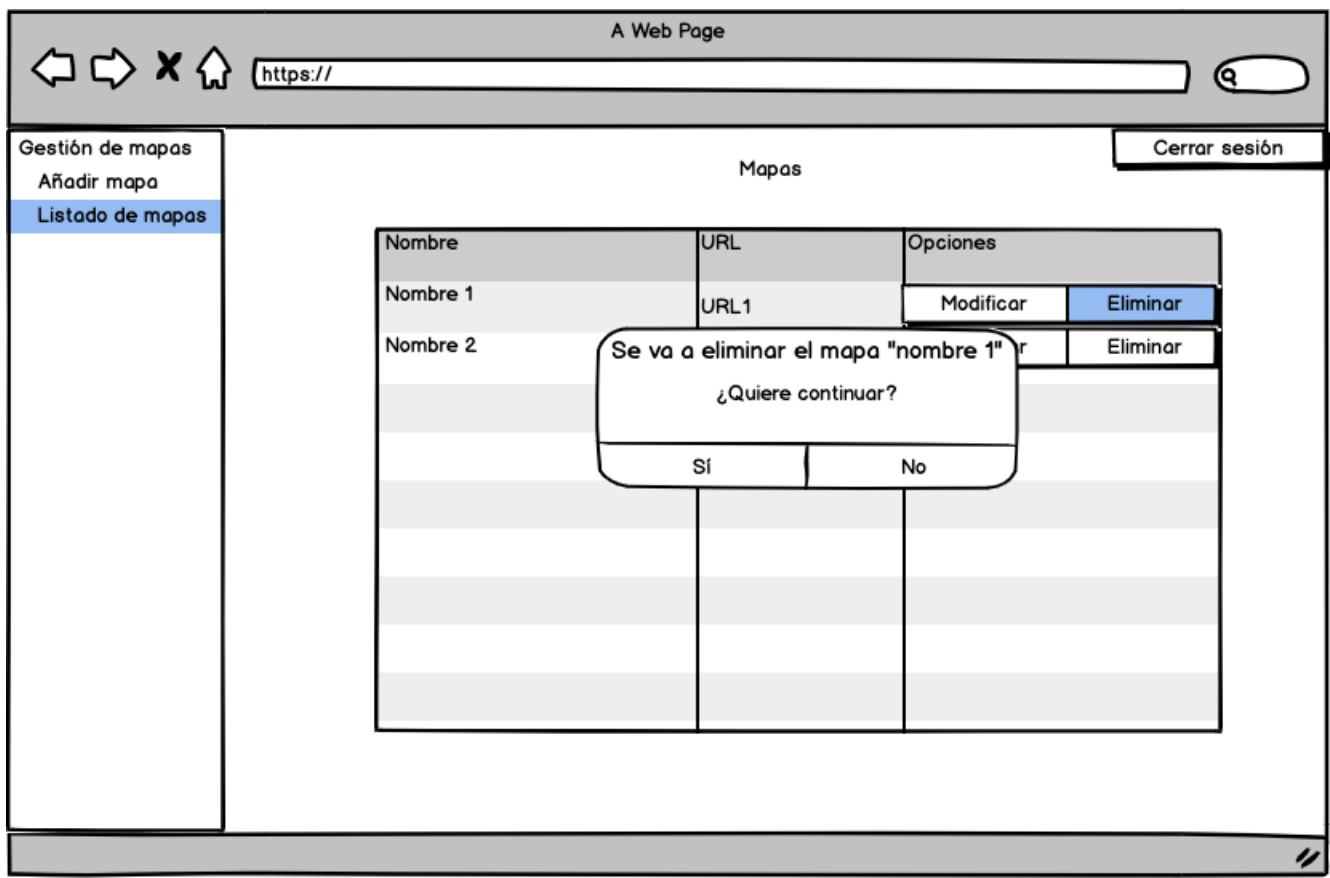 A Web Page
https://
Gestión de mapas
Añadir mapa
Listado de mapas
Cerrar sesión
Mapas
Nombre URL Opciones
Nombre 1 URL1 Modificar Eliminar
Nombre 2 Eliminar
Se va a eliminar el mapa "nombre 1"
¿Quiere continuar?
Sí No